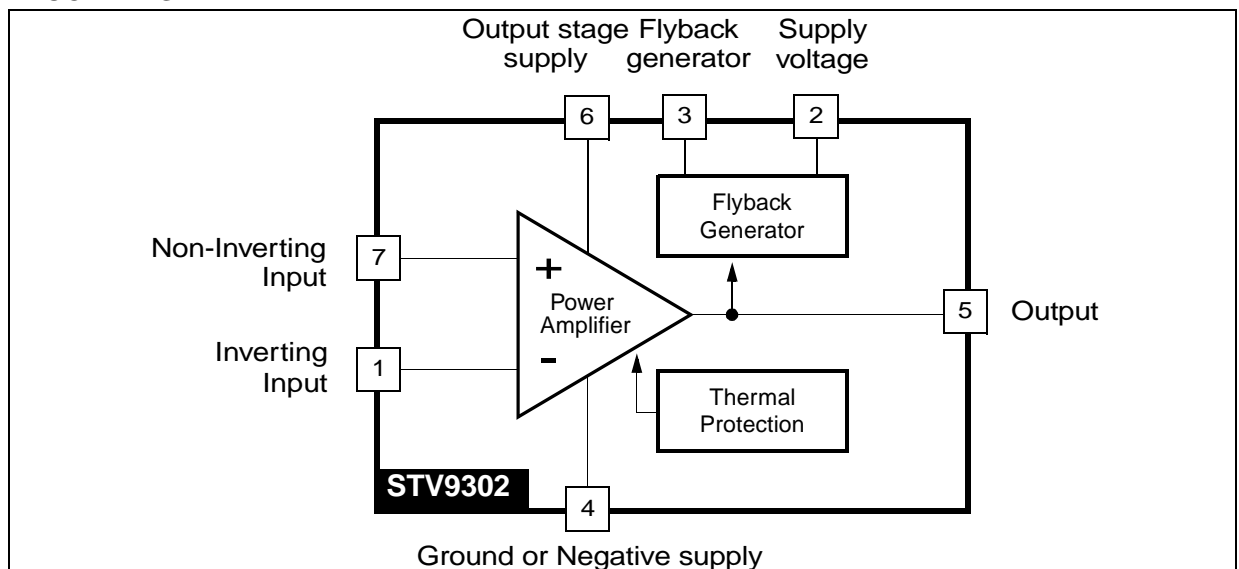 Output stage
supply
Flyback
generator
Supply
voltage
6
3
2
Flyback
Generator
Non-Inverting
Input
7
+
Power
Amplifier
-
5
Output
Inverting
Input
1
Thermal
Protection
STV9302
4
Ground or Negative supply